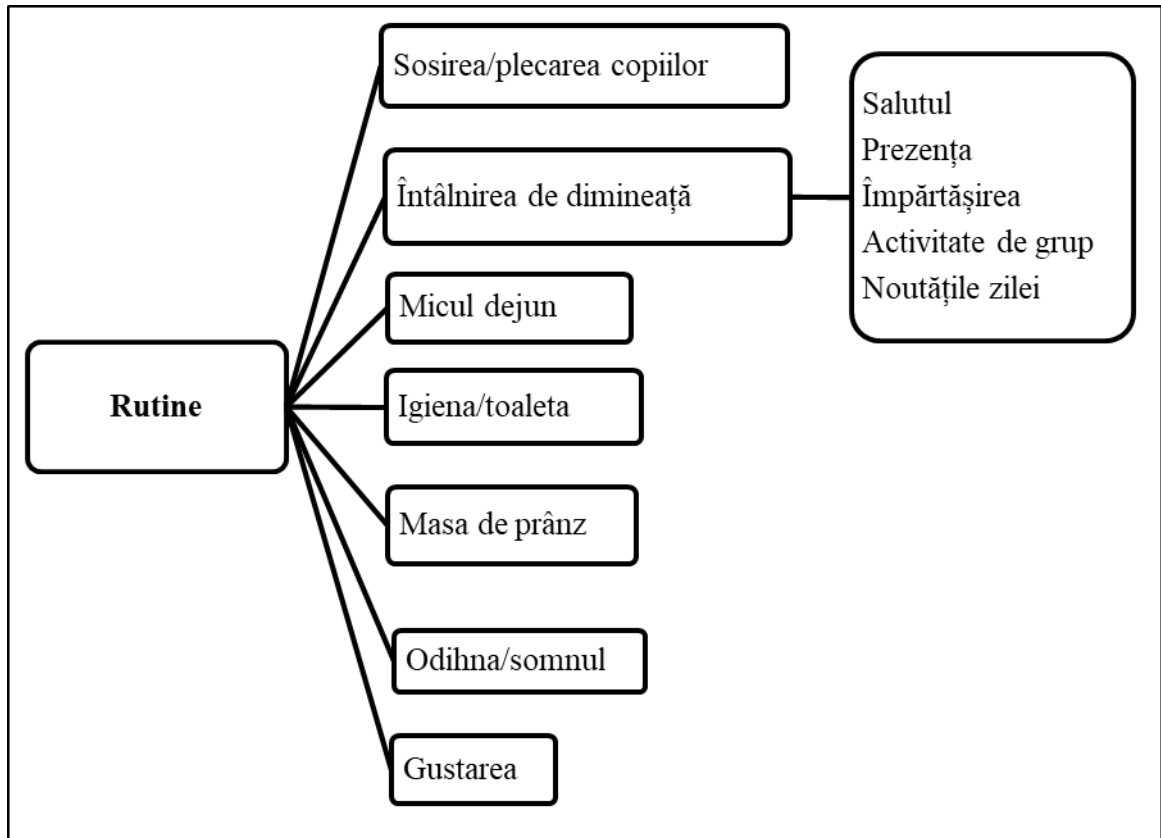 Rutine
Sosirea/plecarea copiilor
Întâlnirea de dimineață
Salutul
Prezența
Împărtășirea
Activitate de grup
Noutățile zilei
Micul dejun
Igiena/toaleta
Masa de prânz
Odihna/somnul
Gustarea